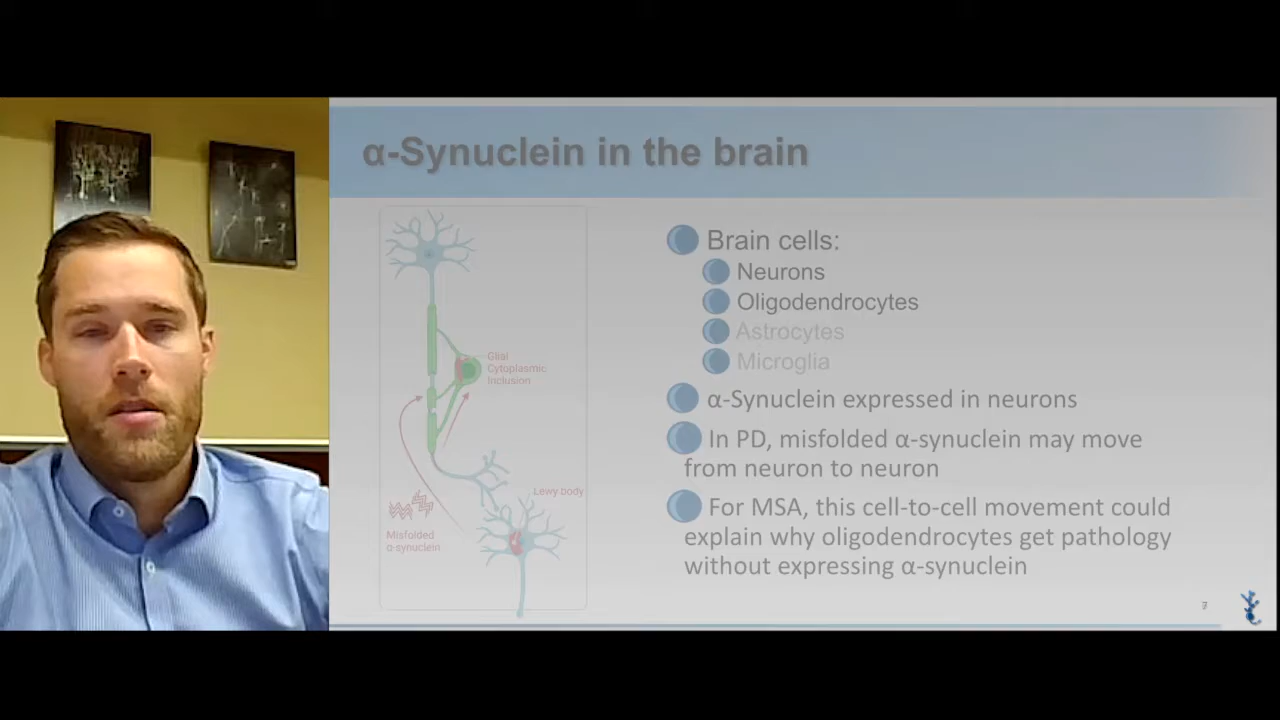 α-Synuclein in the brain
Glial
Cytoplasmic
Inclusion
Misfolded
α-synuclein
Lewy body
Brain cells:
Neurons
Oligodendrocytes
Astrocytes
Microglia
α-Synuclein expressed in neurons
In PD, misfolded α-synuclein may move
from neuron to neuron
For MSA, this cell-to-cell movement could
explain why oligodendrocytes get pathology
without expressing α-synuclein